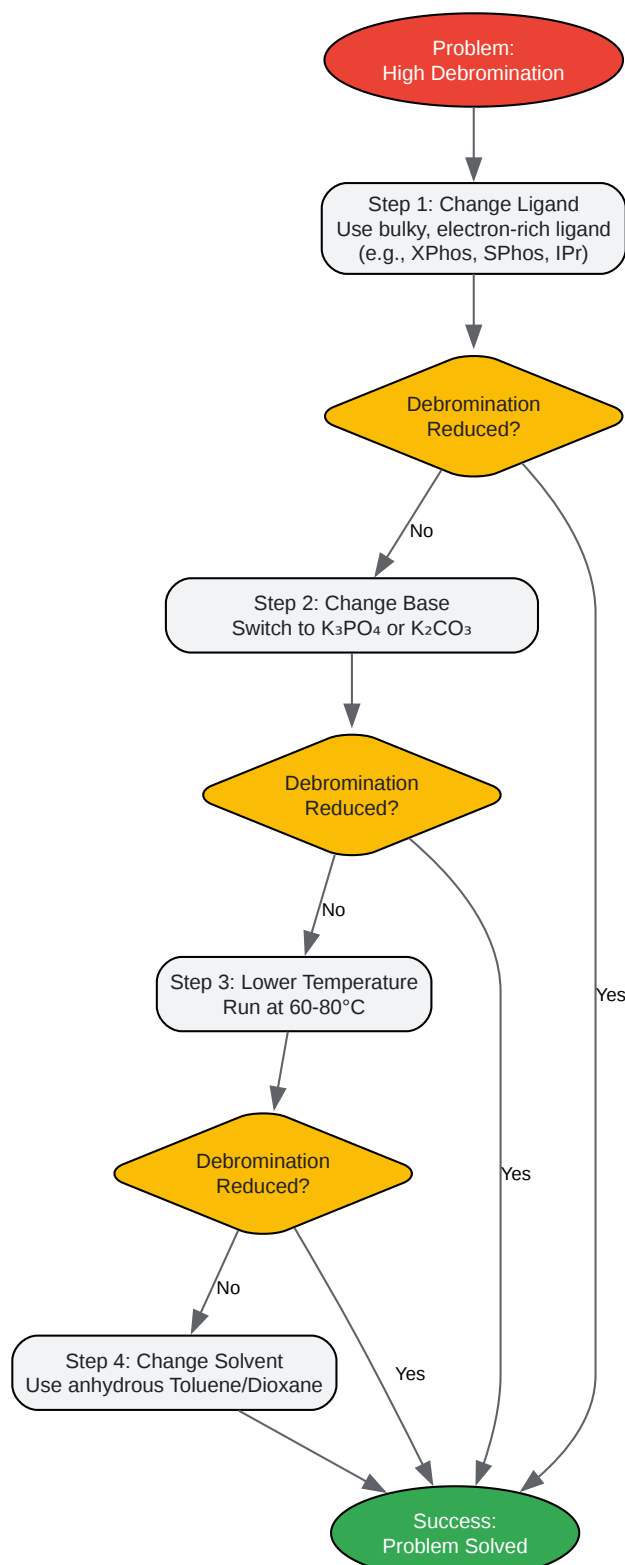 Problem:
High Debromination
Step 1: Change Ligand
Use bulky, electron-rich ligand
(e.g., XPhos, SPhos, IPr)
Debromination
Reduced?
No
Step 2: Change Base
Switch to K₃PO₄ or K₂CO₃
Debromination
Reduced?
No
Step 3: Lower Temperature
Run at 60-80°C
Yes
Debromination
Reduced?
Yes
No
Step 4: Change Solvent
Use anhydrous Toluene/Dioxane
Yes
Success:
Problem Solved